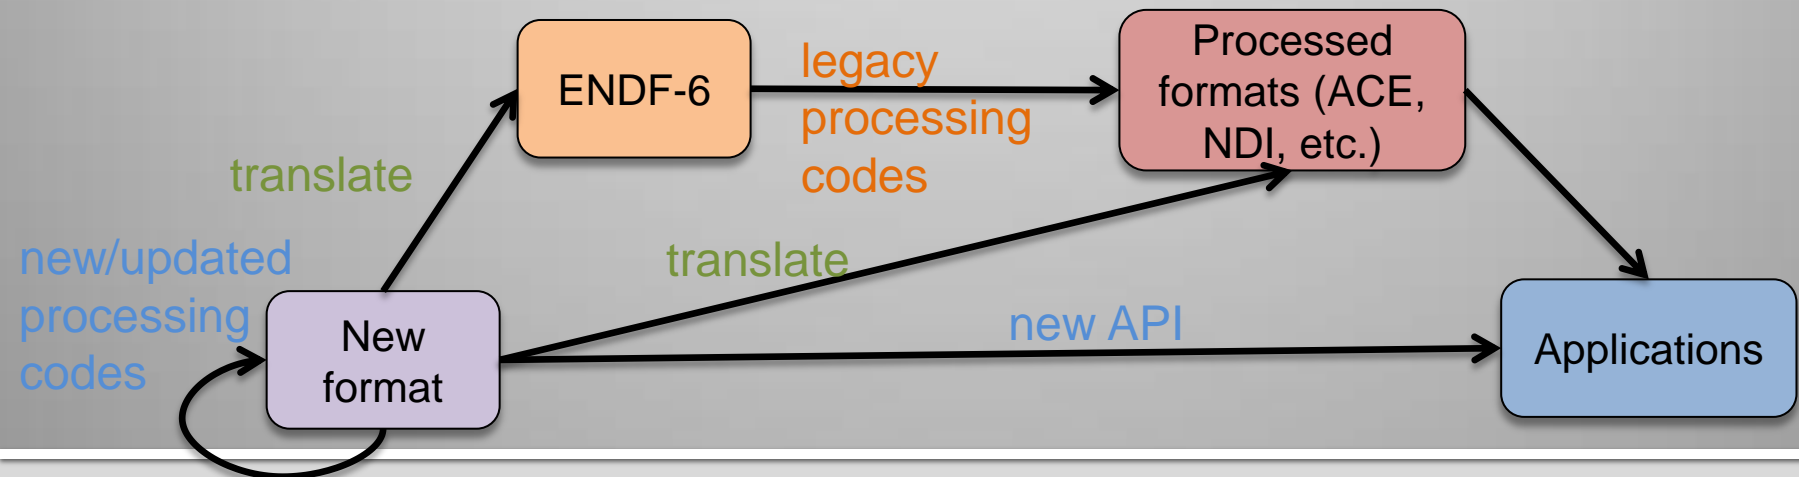 ENDF-6
legacy
processing
codes
Processed
formats (ACE,
NDI, etc.)
translate
new/updated
processing
codes
translate
New
format
new API
Applications